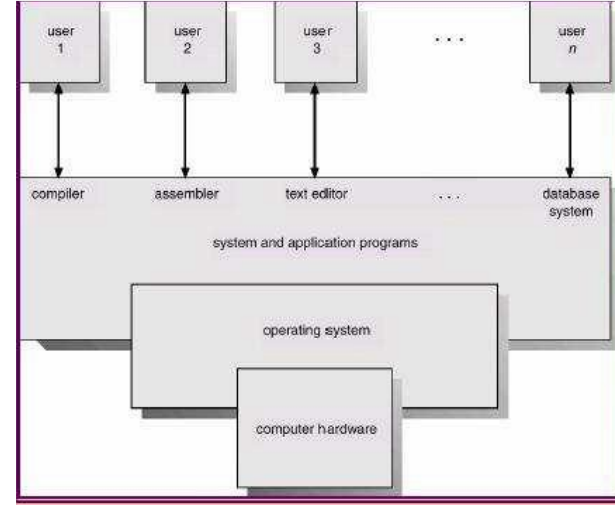 user
1
user
2
user
3
. . .
user
n
compiler
assembler
text editor
. . .
database
system
system and application programs
operating system
computer hardware